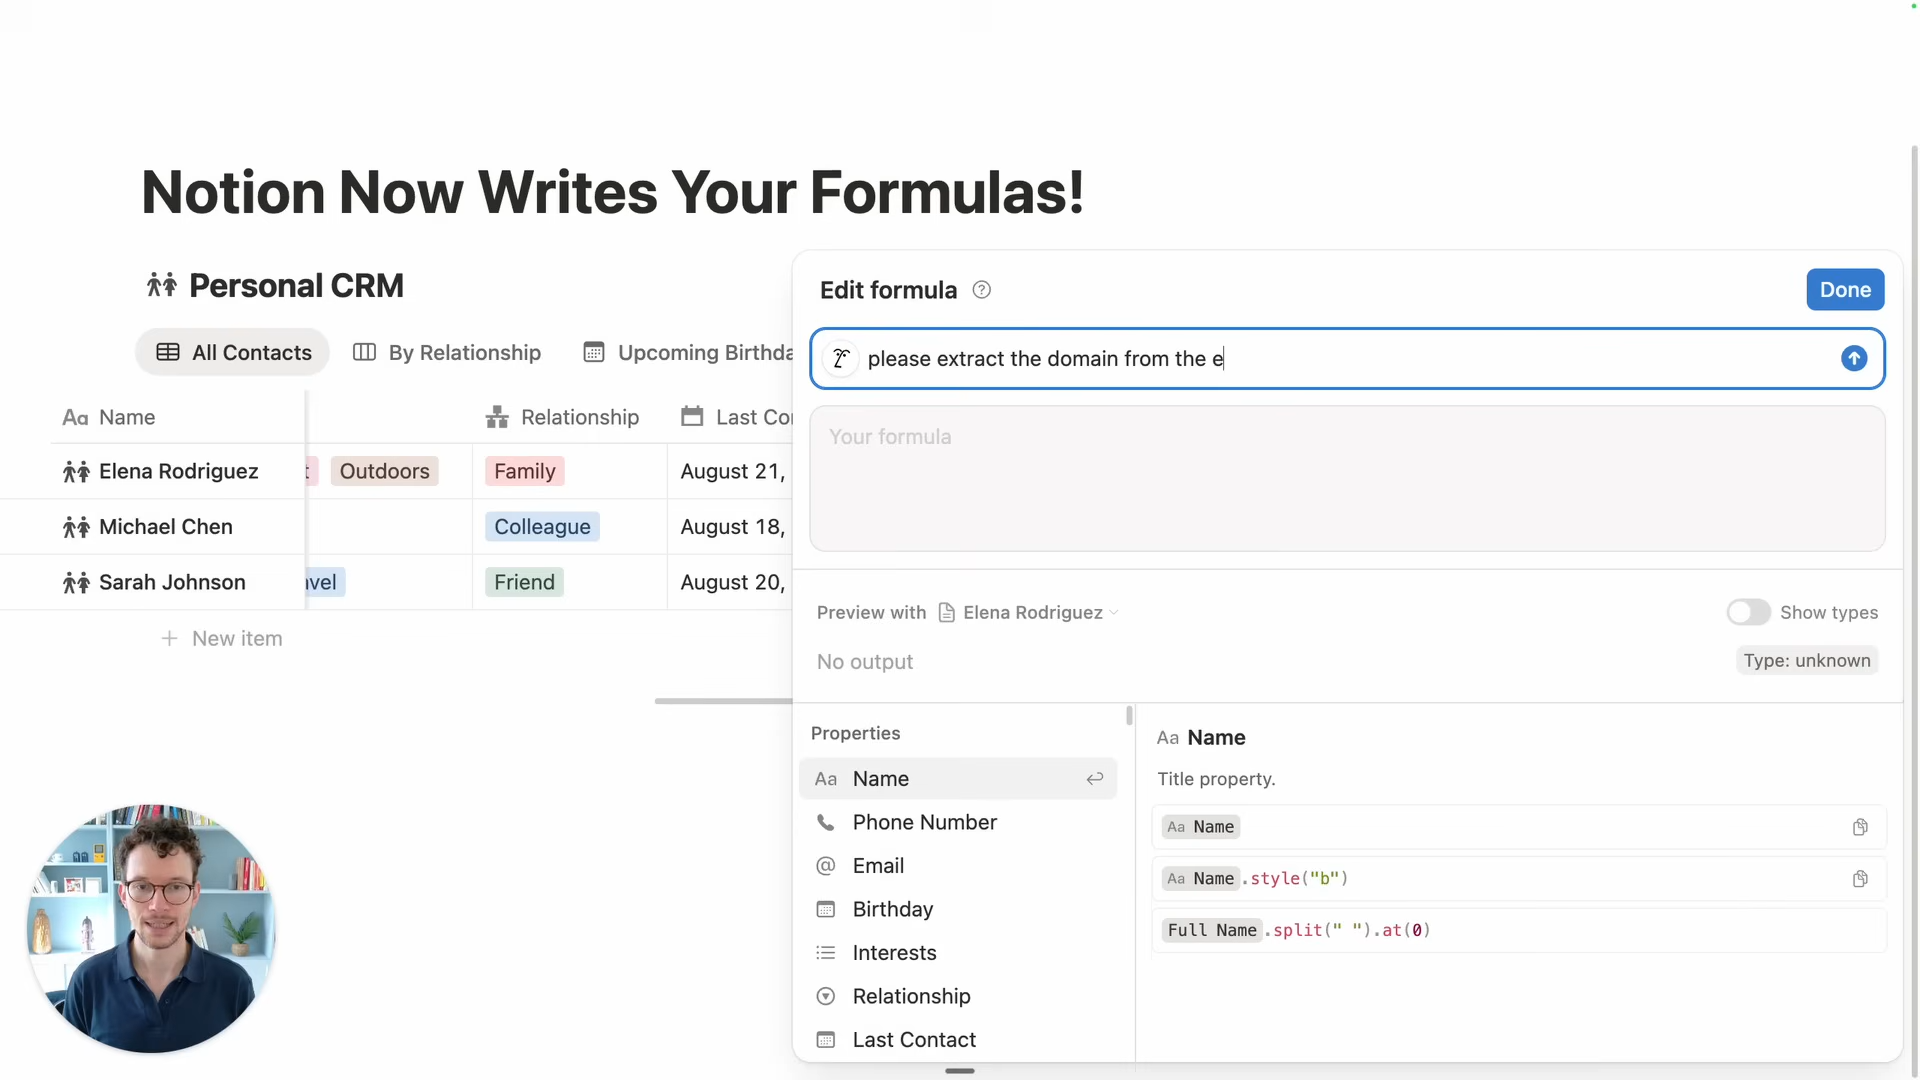 Notion Now Writes Your Formulas!
Personal CRM
All Contacts By Relationship Upcoming Birthda
Aa Name Relationship Last Co
Elena Rodriguez Outdoors Family August 21,
Michael Chen Colleague August 18,
Sarah Johnson vel Friend August 20,
+ New item
Edit formula ?
Done
please extract the domain from the e
Your formula
Preview with Elena Rodriguez
Show types
No output
Type: unknown
Properties
Aa Name
Phone Number
@ Email
Birthday
Interests
Relationship
Last Contact
Aa Name
Title property.
Aa Name
Aa Name.style("b")
Full Name.split(" ").at(0)